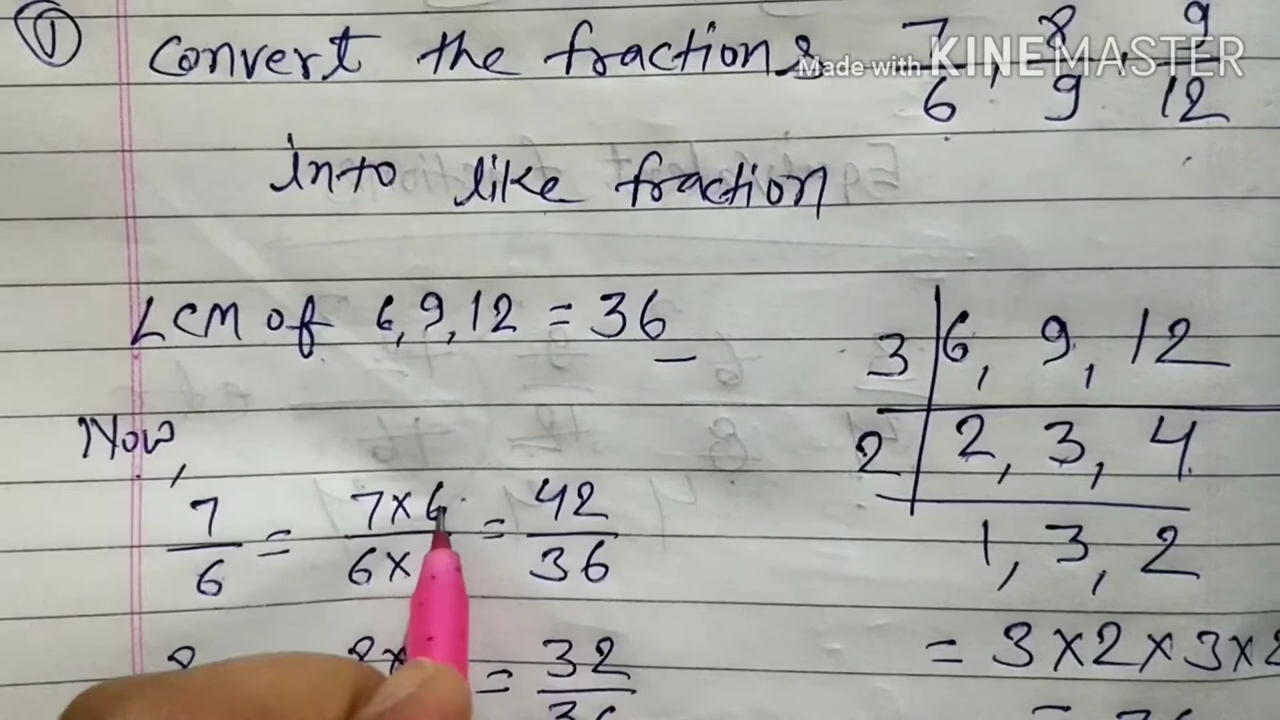 ① Convert the fractions 7/6, 8/9, 9/12
Made with KINEMASTER
into like fraction
LCM of 6, 9, 12 = 36
3 | 6, 9, 12
2 | 2, 3, 4
1, 3, 2
= 3 × 2 × 3 × 2
Now,
7/6 = 7×6/6× = 42/36
= 32/36